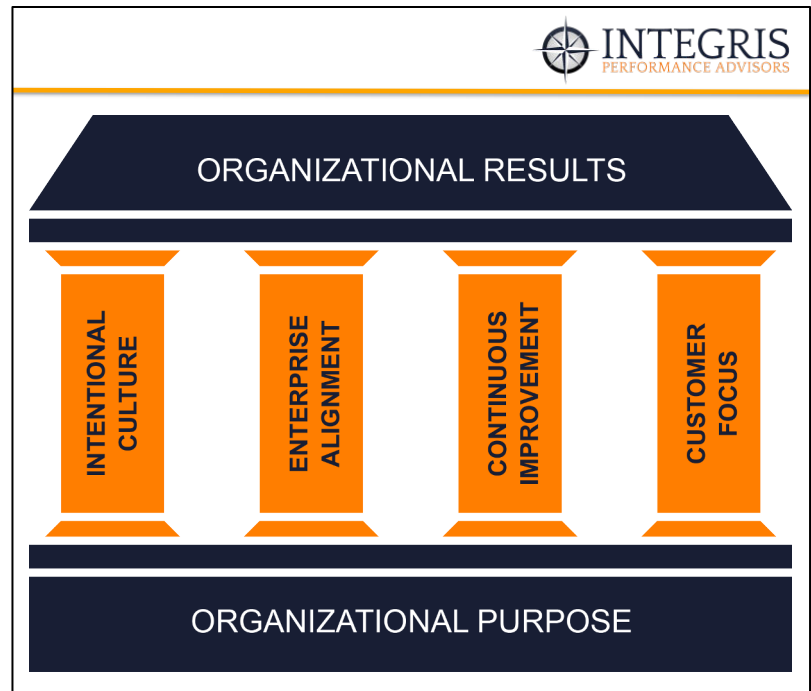 INTEGRIS
PERFORMANCE ADVISORS
ORGANIZATIONAL RESULTS
INTENTIONAL
CULTURE
ENTERPRISE
ALIGNMENT
CONTINUOUS
IMPROVEMENT
CUSTOMER
FOCUS
ORGANIZATIONAL PURPOSE